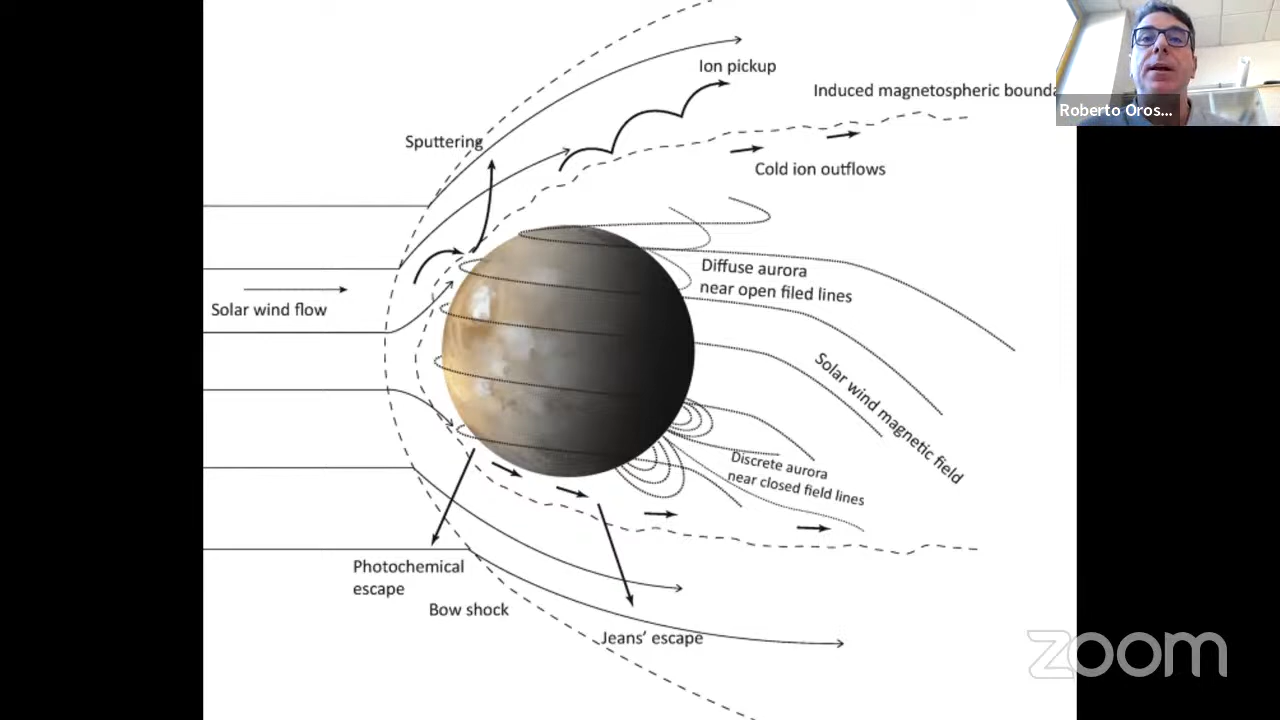 Ion pickup
Induced magnetospheric
Roberto Oros...
Sputtering
Cold ion outflows
Diffuse aurora
near open filed lines
Solar wind flow
Solar wind magnetic field
Discrete aurora
near closed field lines
Photochemical
escape
Bow shock
Jeans' escape
zoom